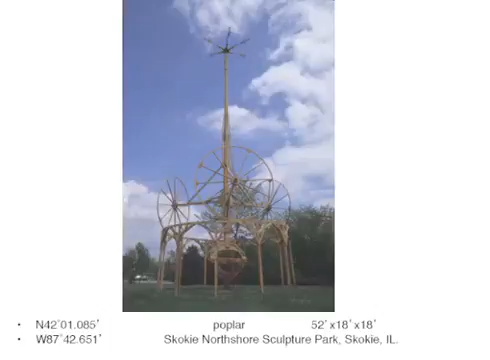 • N42°01.085' poplar 52'x18'x18'
• W87°42.651' Skokie Northshore Sculpture Park, Skokie, IL.